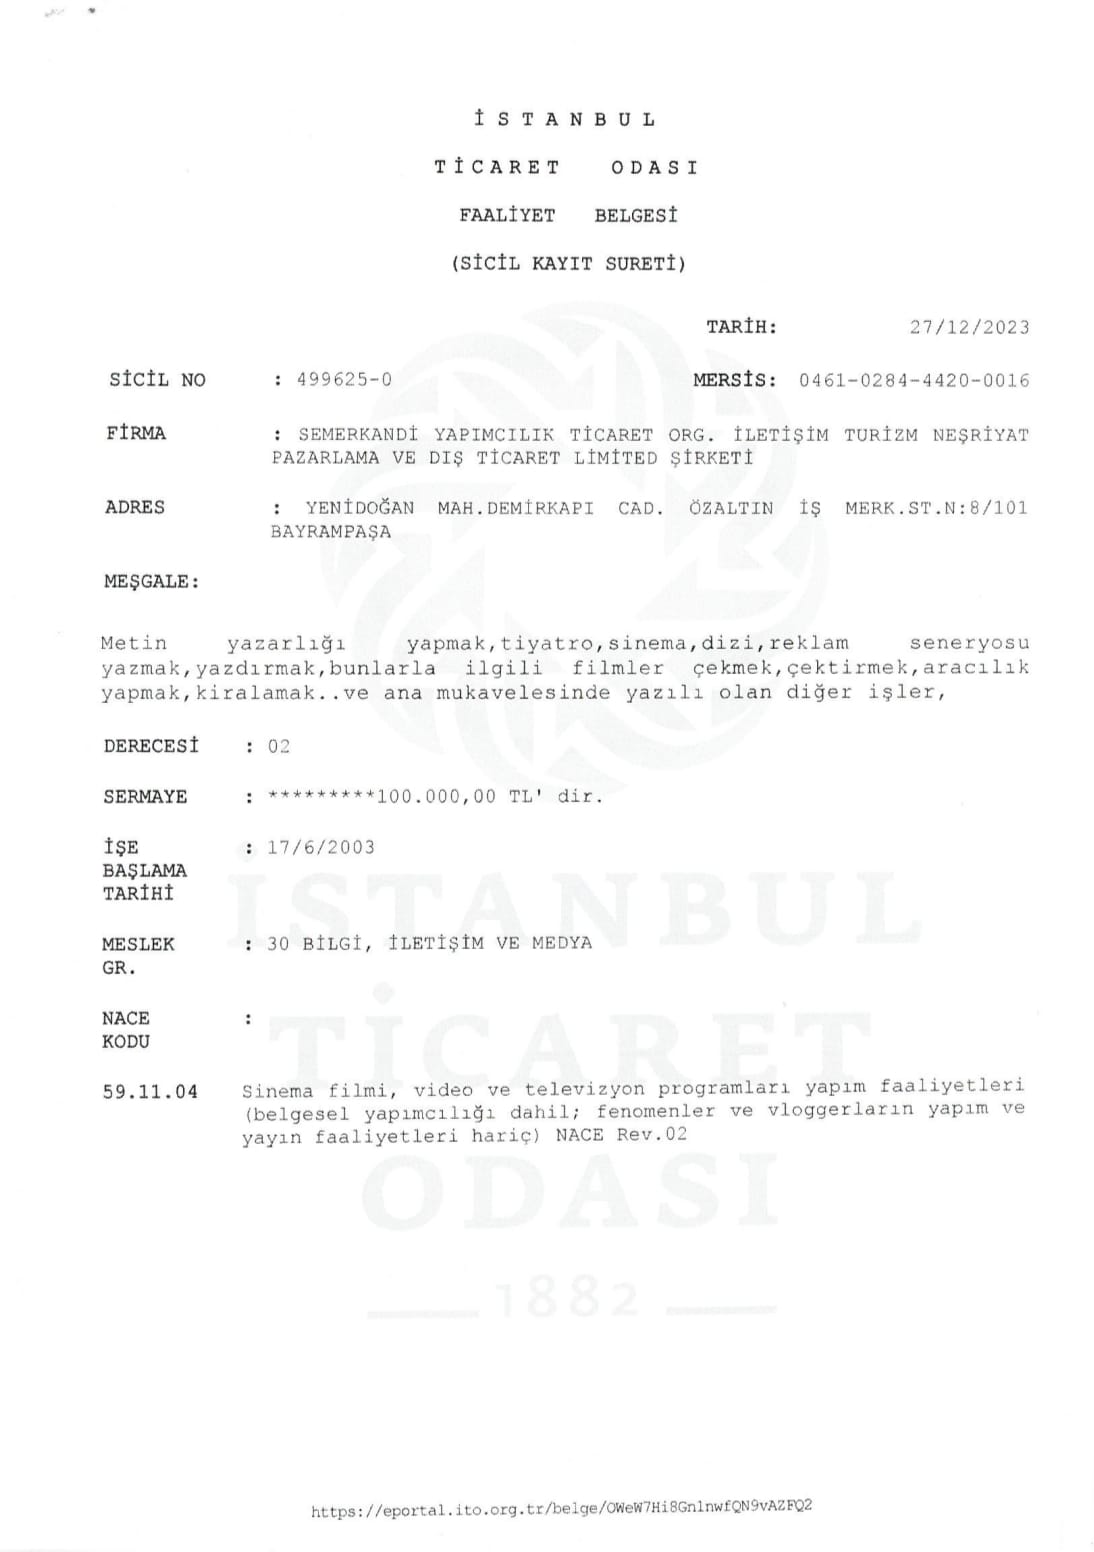 İSTANBUL
TİCARET ODASI
FAALİYET BELGESİ
(SİCİL KAYIT SURETİ)
TARİH: 27/12/2023
SİCİL NO : 499625-0 MERSİS: 0461-0284-4420-0016
FİRMA : SEMERKANDİ YAPIMCILIK TİCARET ORG. İLETİŞİM TURİZM NEŞRİYAT
PAZARLAMA VE DIŞ TİCARET LİMİTED ŞİRKETİ
ADRES : YENİDOĞAN MAH.DEMİRKAPI CAD. ÖZALTIN İŞ MERK.ST.N:8/101
BAYRAMPAŞA
MEŞGALE:
Metin yazarlığı yapmak,tiyatro,sinema,dizi,reklam seneryosu
yazmak,yazdırmak,bunlarla ilgili filmler çekmek,çektirmek,aracılık
yapmak,kiralamak..ve ana mukavelesinde yazılı olan diğer işler,
DERECESİ : 02
SERMAYE : *********100.000,00 TL' dir.
İŞE : 17/6/2003
BAŞLAMA
TARİHİ
MESLEK : 30 BİLGİ, İLETİŞİM VE MEDYA
GR.
NACE :
KODU
59.11.04 Sinema filmi, video ve televizyon programları yapım faaliyetleri
(belgesel yapımcılığı dahil; fenomenler ve vloggerların yapım ve
yayın faaliyetleri hariç) NACE Rev.02
İSTANBUL
TİCARET
ODASI
1882
https://eportal.ito.org.tr/belge/OWeW7Hi8GnlnwfQN9vAZFQ2